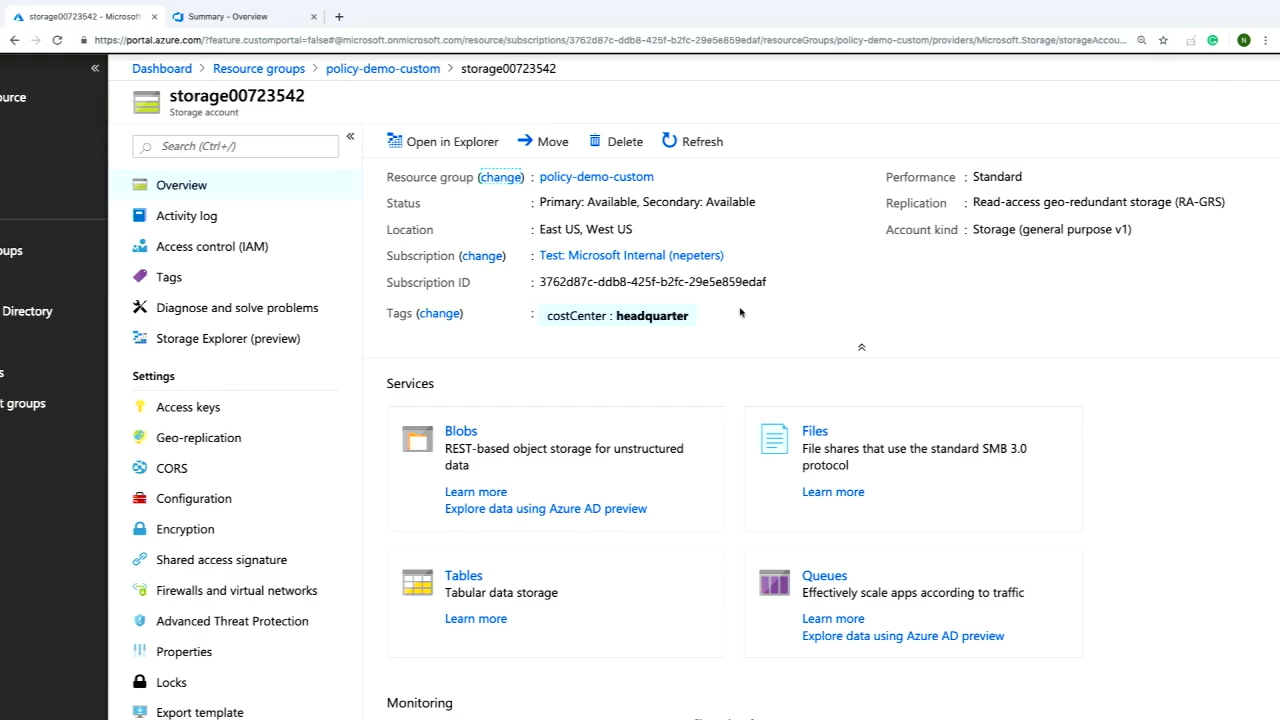 storage00723542 - Microsoft
Summary - Overview
https://portal.azure.com/?feature.customportal=false#@microsoft.onmicrosoft.com/resource/subscriptions/3762d87c-ddb8-425f-b2fc-29e5e859edaf/resourceGroups/policy-demo-custom/providers/Microsoft.Storage/storageAccou...
N
Dashboard > Resource groups > policy-demo-custom > storage00723542
ource
oups
Directory
s
t groups
storage00723542
Storage account
Search (Ctrl+/)
Overview
Activity log
Access control (IAM)
Tags
Diagnose and solve problems
Storage Explorer (preview)
Settings
Access keys
Geo-replication
CORS
Configuration
Encryption
Shared access signature
Firewalls and virtual networks
Advanced Threat Protection
Properties
Locks
Export template
Open in Explorer Move Delete Refresh
Resource group (change) : policy-demo-custom
Status : Primary: Available, Secondary: Available
Location : East US, West US
Subscription (change) : Test: Microsoft Internal (nepeters)
Subscription ID : 3762d87c-ddb8-425f-b2fc-29e5e859edaf
Tags (change) : costCenter : headquarter
Performance : Standard
Replication : Read-access geo-redundant storage (RA-GRS)
Account kind : Storage (general purpose v1)
Services
Blobs
REST-based object storage for unstructured
data
Learn more
Explore data using Azure AD preview
Files
File shares that use the standard SMB 3.0
protocol
Learn more
Tables
Tabular data storage
Learn more
Queues
Effectively scale apps according to traffic
Learn more
Explore data using Azure AD preview
Monitoring